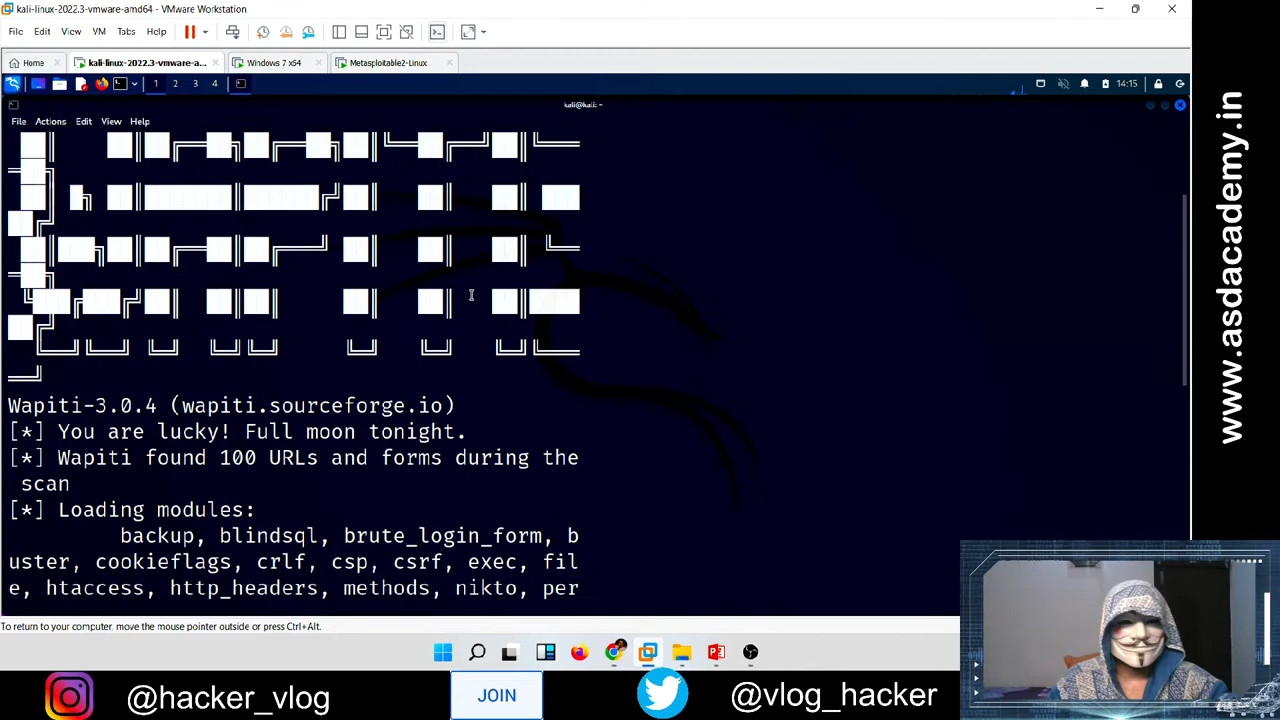 kali-linux-2022.3-vmware-amd64 - VMware Workstation
File Edit View VM Tabs Help
Home kali-linux-2022.3-vmware-a... Windows 7 x64 Metasploitable2-Linux
1 2 3 4 14:15
kali@kali: ~
File Actions Edit View Help
Wapiti-3.0.4 (wapiti.sourceforge.io)
[*] You are lucky! Full moon tonight.
[*] Wapiti found 100 URLs and forms during the
scan
[*] Loading modules:
backup, blindsql, brute_login_form, b
uster, cookieflags, crlf, csp, csrf, exec, fil
e, htaccess, http_headers, methods, nikto, per
To return to your computer, move the mouse pointer outside or press Ctrl+Alt.
@hacker_vlog JOIN @vlog_hacker
www.asdacademy.in